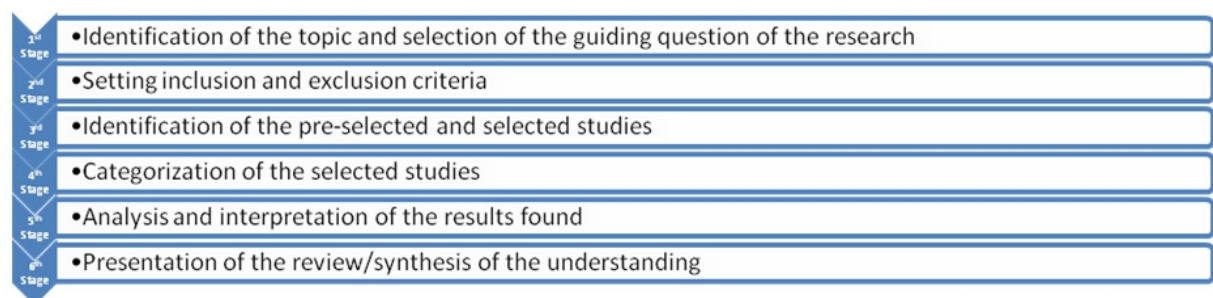 1st
Stage
•Identification of the topic and selection of the guiding question of the research
2nd
Stage
•Setting inclusion and exclusion criteria
3rd
Stage
•Identification of the pre-selected and selected studies
4th
Stage
•Categorization of the selected studies
5th
Stage
•Analysis and interpretation of the results found
6th
Stage
•Presentation of the review/synthesis of the understanding